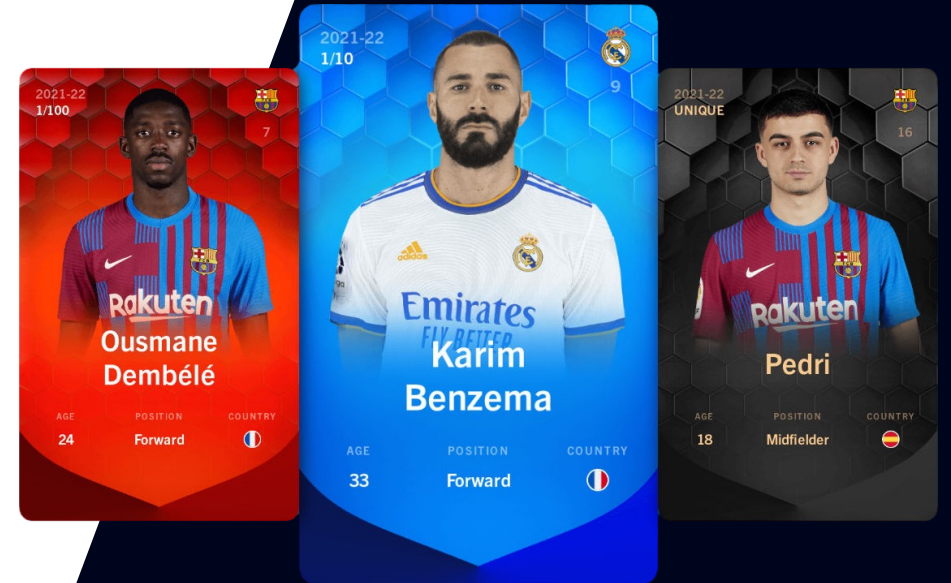 2021-22
1/100
7
Rakuten
Ousmane
Dembélé
AGE
POSITION
COUNTRY
24
Forward
2021-22
1/10
9
adidas
Emirates
FLY BETTER
Karim
Benzema
AGE
POSITION
COUNTRY
33
Forward
2021-22
UNIQUE
16
Rakuten
Pedri
AGE
POSITION
COUNTRY
18
Midfielder